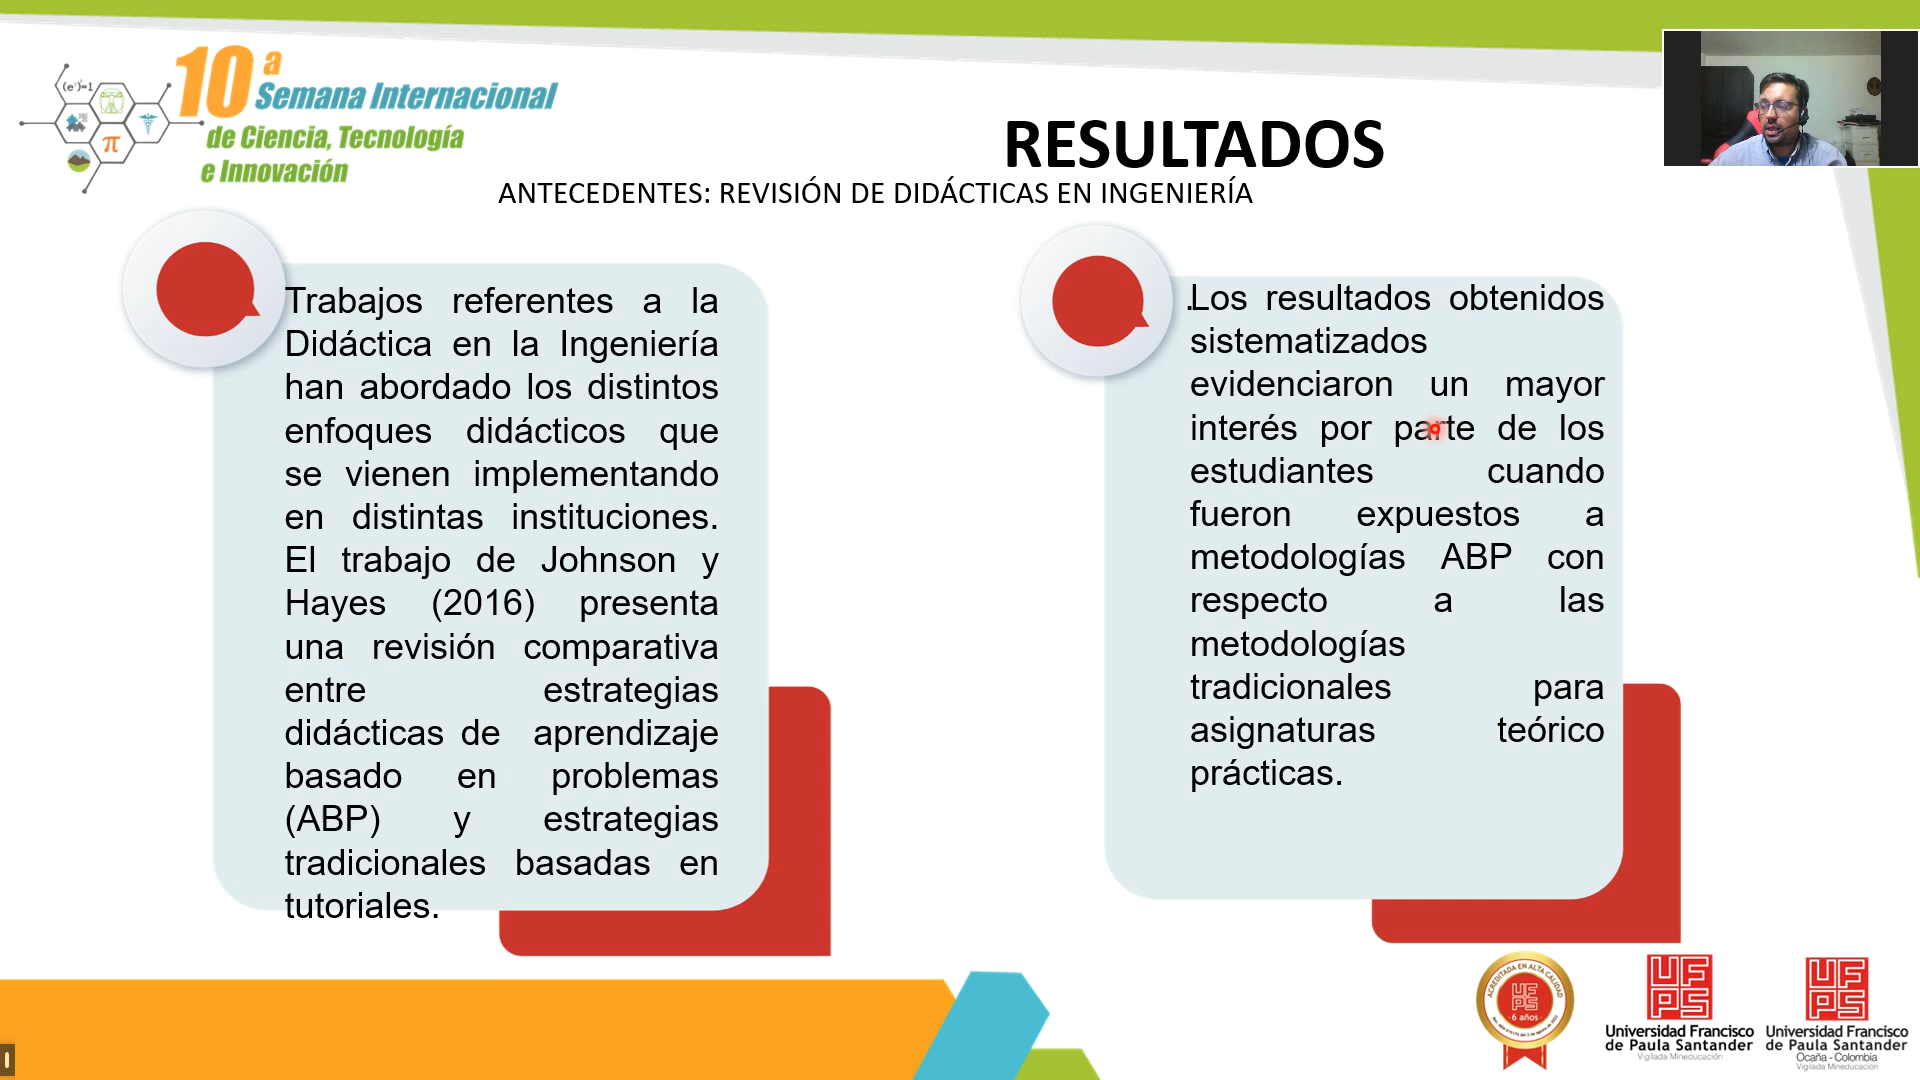 10ª
Semana Internacional
de Ciencia, Tecnología
e Innovación
π
RESULTADOS
ANTECEDENTES: REVISIÓN DE DIDÁCTICAS EN INGENIERÍA
Trabajos referentes a la
Didáctica en la Ingeniería
han abordado los distintos
enfoques didácticos que
se vienen implementando
en distintas instituciones.
El trabajo de Johnson y
Hayes (2016) presenta
una revisión comparativa
entre estrategias
didácticas de aprendizaje
basado en problemas
(ABP) y estrategias
tradicionales basadas en
tutoriales.
.Los resultados obtenidos
sistematizados
evidenciaron un mayor
interés por parte de los
estudiantes cuando
fueron expuestos a
metodologías ABP con
respecto a las
metodologías
tradicionales para
asignaturas teórico
prácticas.
ACREDITADA EN ALTA CALIDAD
UFPS
6 años
UFPS
Universidad Francisco
de Paula Santander
Vigilada Mineducación
UFPS
Universidad Francisco
de Paula Santander
Ocaña - Colombia
Vigilada Mineducación